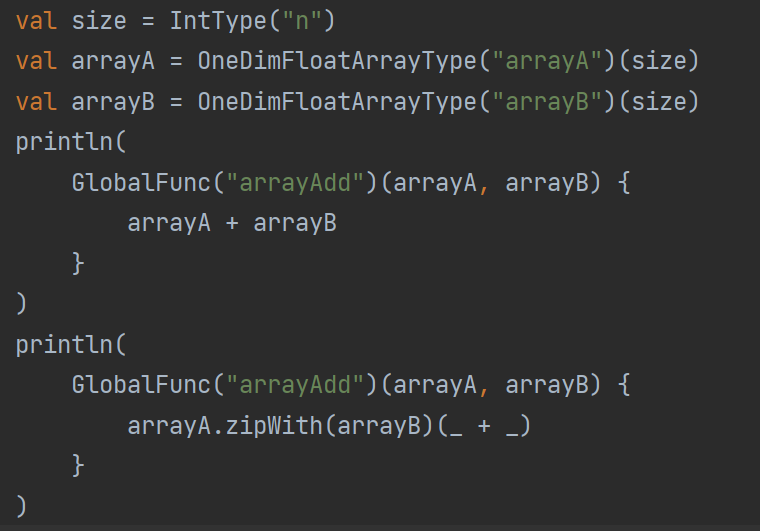 val size = IntType("n")
val arrayA = OneDimFloatArrayType("arrayA")(size)
val arrayB = OneDimFloatArrayType("arrayB")(size)
println(
    GlobalFunc("arrayAdd")(arrayA, arrayB) {
        arrayA + arrayB
    }
)
println(
    GlobalFunc("arrayAdd")(arrayA, arrayB) {
        arrayA.zipWith(arrayB)(_ + _)
    }
)